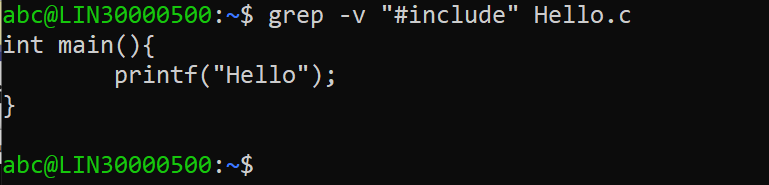 abc@LIN30000500:~$ grep -v "#include" Hello.c
int main(){
        printf("Hello");
}
abc@LIN30000500:~$